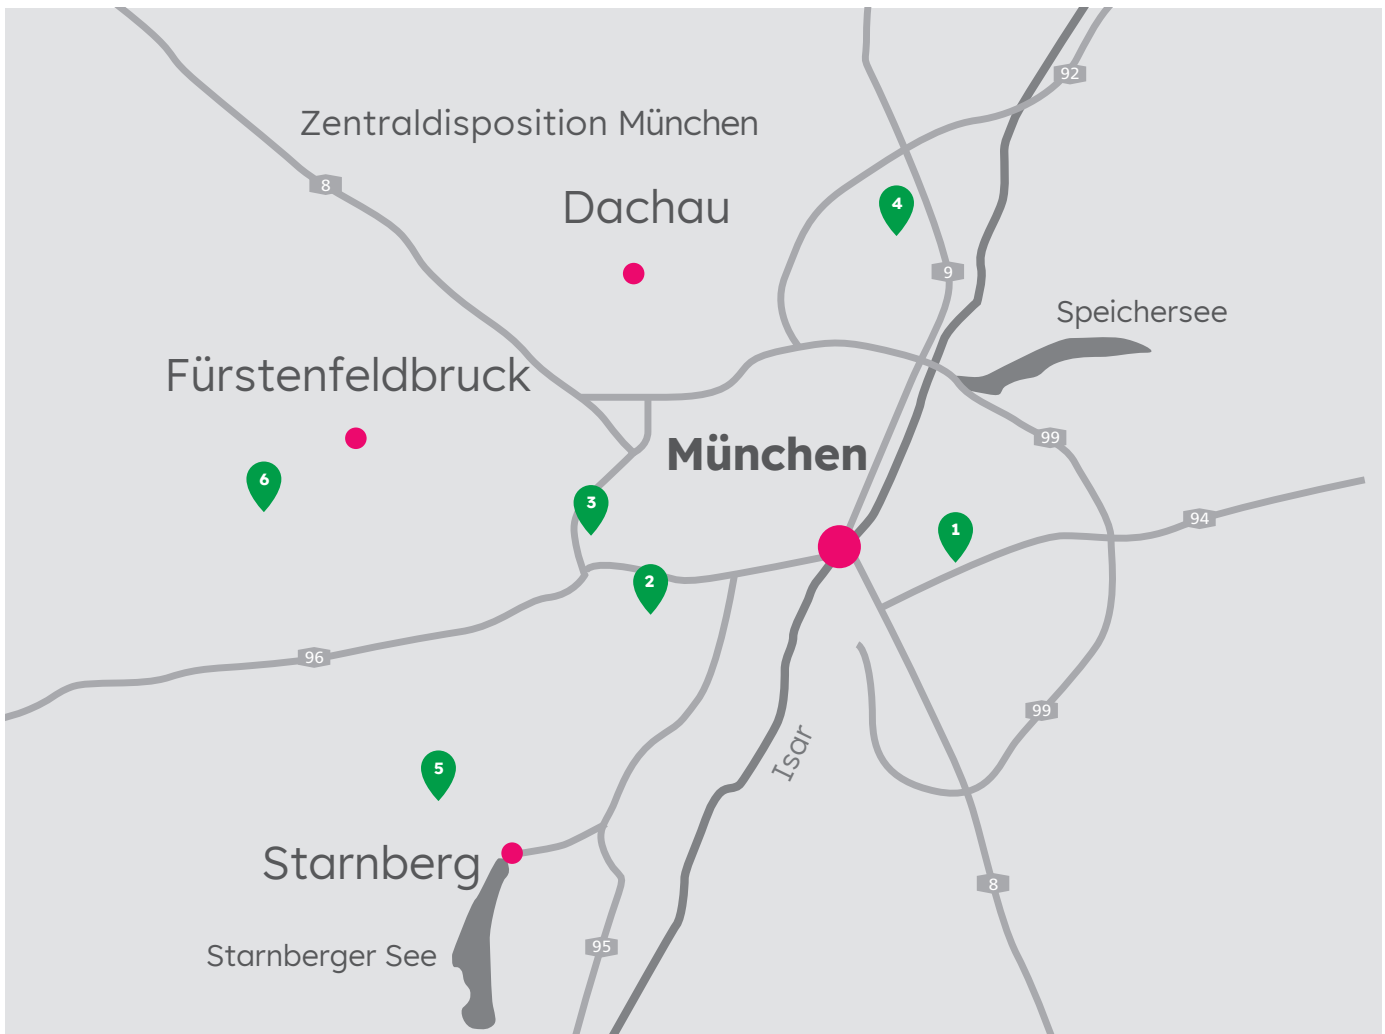 92
Zentraldisposition München
8
Dachau
4
9
Speichersee
Fürstenfeldbruck
99
München
6
3
94
1
2
96
99
Isar
5
Starnberg
8
95
Starnberger See